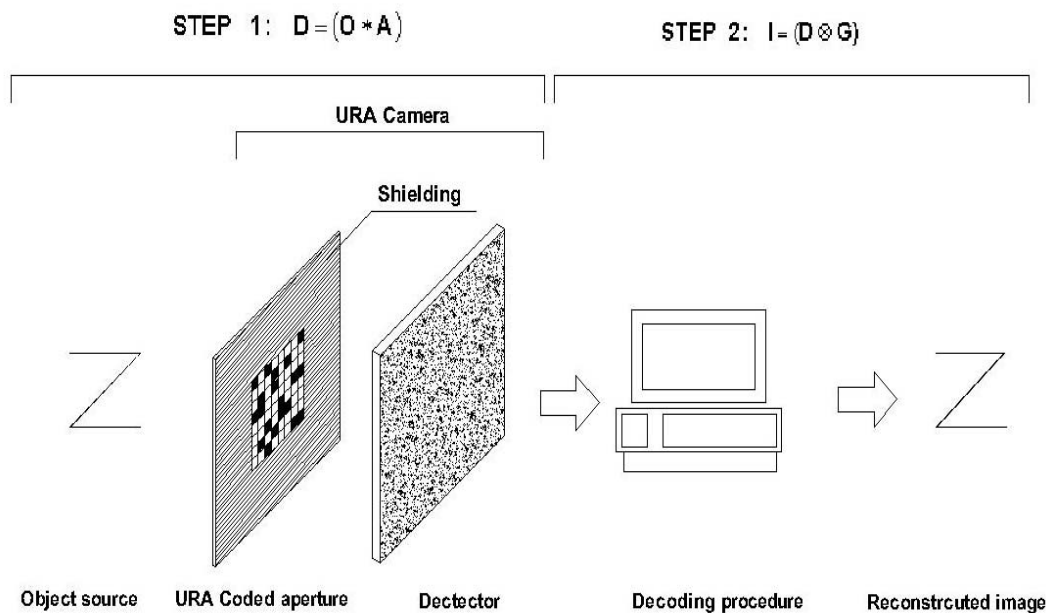 STEP 1: D = (O * A)
STEP 2: I = (D ⊗ G)
URA Camera
Shielding
Object source
URA Coded aperture
Dectector
Decoding procedure
Reconstrcuted image